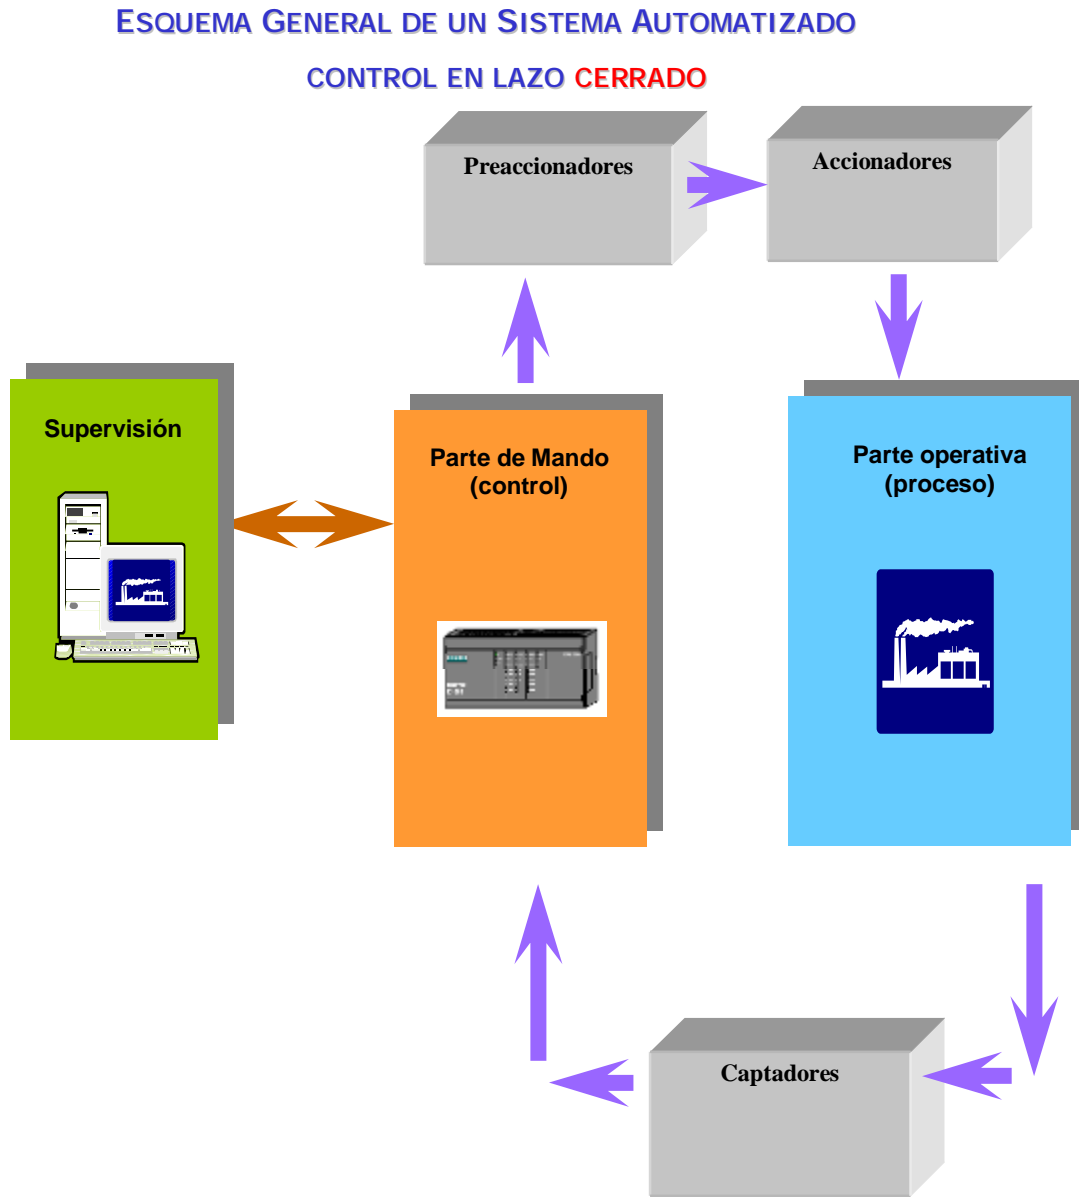 ESQUEMA GENERAL DE UN SISTEMA AUTOMATIZADO
CONTROL EN LAZO CERRADO
Preaccionadores
Accionadores
Supervisión
Parte de Mando
(control)
Parte operativa
(proceso)
Captadores